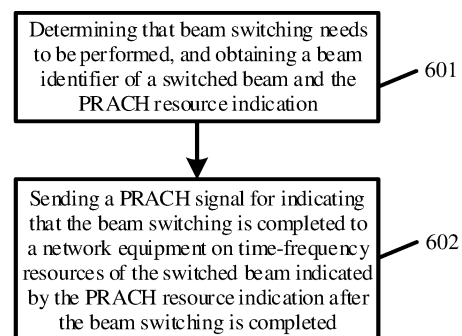 Determining that beam switching needs
to be performed, and obtaining a beam
identifier of a switched beam and the
PRACH resource indication
601
Sending a PRACH signal for indicating
that the beam switching is completed to
a network equipment on time-frequency
resources of the switched beam indicated
by the PRACH resource indication after
the beam switching is completed
602